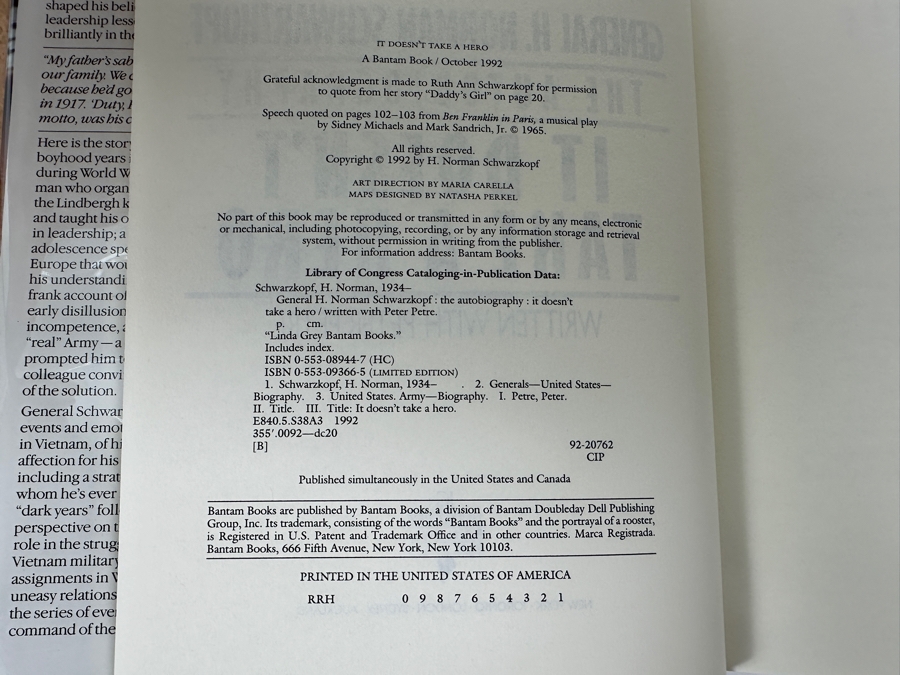 shaped his beli
leadership less
brilliantly in the
"My father's sab
our family. We c
because he'd go
in 1917. 'Duty, H
motto, was his c
Here is the stor
boyhood years i
during World W
man who organ
the Lindbergh k
and taught his o
in leadership; a
adolescence spe
Europe that wou
his understandi
frank account of
early disillusion
incompetence, a
"real" Army—a
prompted him t
colleague convi
of the solution.
General Schwar
events and emot
in Vietnam, of hi
affection for his
including a strat
whom he's ever
"dark years" foll
perspective on t
role in the strug
Vietnam military
assignments in V
uneasy relations
the series of eve
command of the
IT DOESN'T TAKE A HERO
A Bantam Book / October 1992
Grateful acknowledgment is made to Ruth Ann Schwarzkopf for permission
to quote from her story "Daddy's Girl" on page 20.
Speech quoted on pages 102–103 from Ben Franklin in Paris, a musical play
by Sidney Michaels and Mark Sandrich, Jr. © 1965.
All rights reserved.
Copyright © 1992 by H. Norman Schwarzkopf
ART DIRECTION BY MARIA CARELLA
MAPS DESIGNED BY NATASHA PERKEL
No part of this book may be reproduced or transmitted in any form or by any means, electronic
or mechanical, including photocopying, recording, or by any information storage and retrieval
system, without permission in writing from the publisher.
For information address: Bantam Books.
Library of Congress Cataloging-in-Publication Data:
Schwarzkopf, H. Norman, 1934–
General H. Norman Schwarzkopf : the autobiography : it doesn't
take a hero / written with Peter Petre.
p. cm.
"Linda Grey Bantam Books."
Includes index.
ISBN 0-553-08944-7 (HC)
ISBN 0-553-09366-5 (LIMITED EDITION)
1. Schwarzkopf, H. Norman, 1934– . 2. Generals—United States—
Biography. 3. United States. Army—Biography. I. Petre, Peter.
II. Title. III. Title: It doesn't take a hero.
E840.5.S38A3 1992
355'.0092—dc20
[B] 92-20762
CIP
Published simultaneously in the United States and Canada
Bantam Books are published by Bantam Books, a division of Bantam Doubleday Dell Publishing
Group, Inc. Its trademark, consisting of the words "Bantam Books" and the portrayal of a rooster,
is Registered in U.S. Patent and Trademark Office and in other countries. Marca Registrada.
Bantam Books, 666 Fifth Avenue, New York, New York 10103.
PRINTED IN THE UNITED STATES OF AMERICA
RRH 0 9 8 7 6 5 4 3 2 1